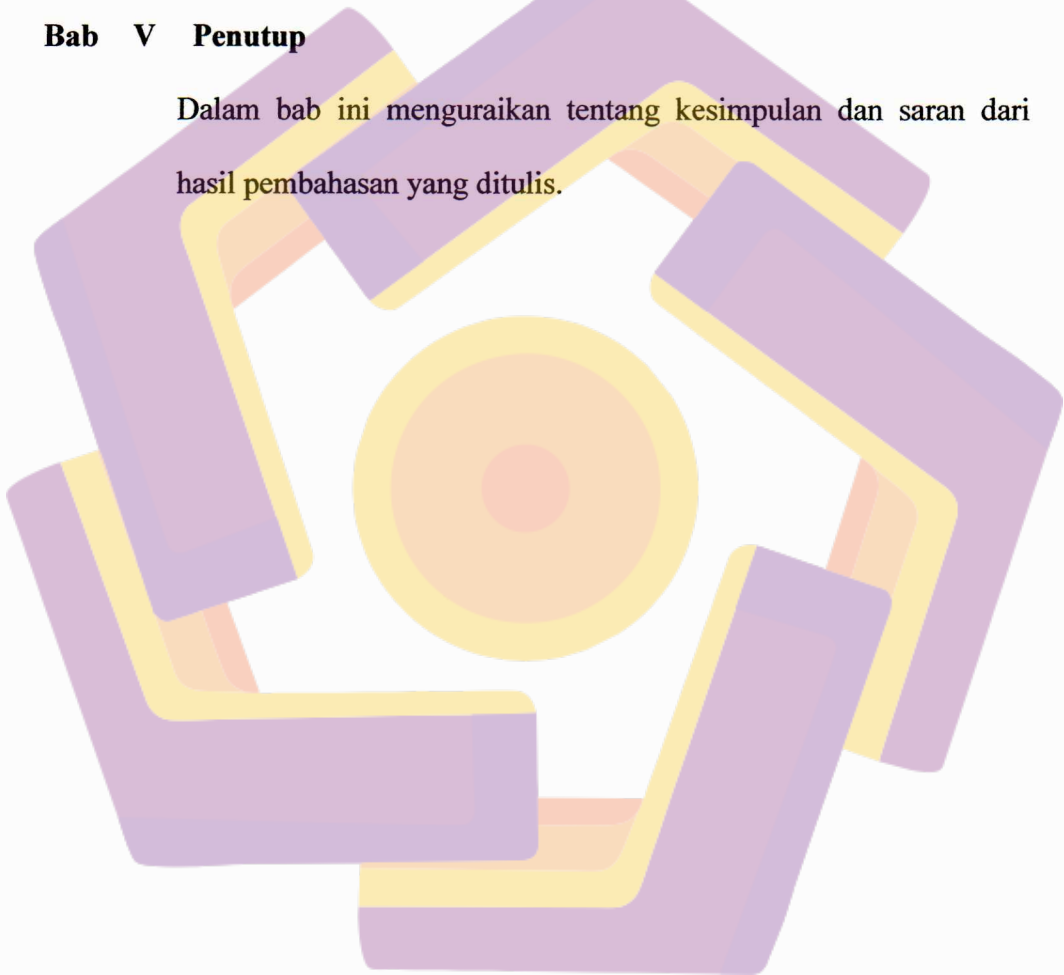 Bab V Penutup
Dalam bab ini menguraikan tentang kesimpulan dan saran dari
hasil pembahasan yang ditulis.